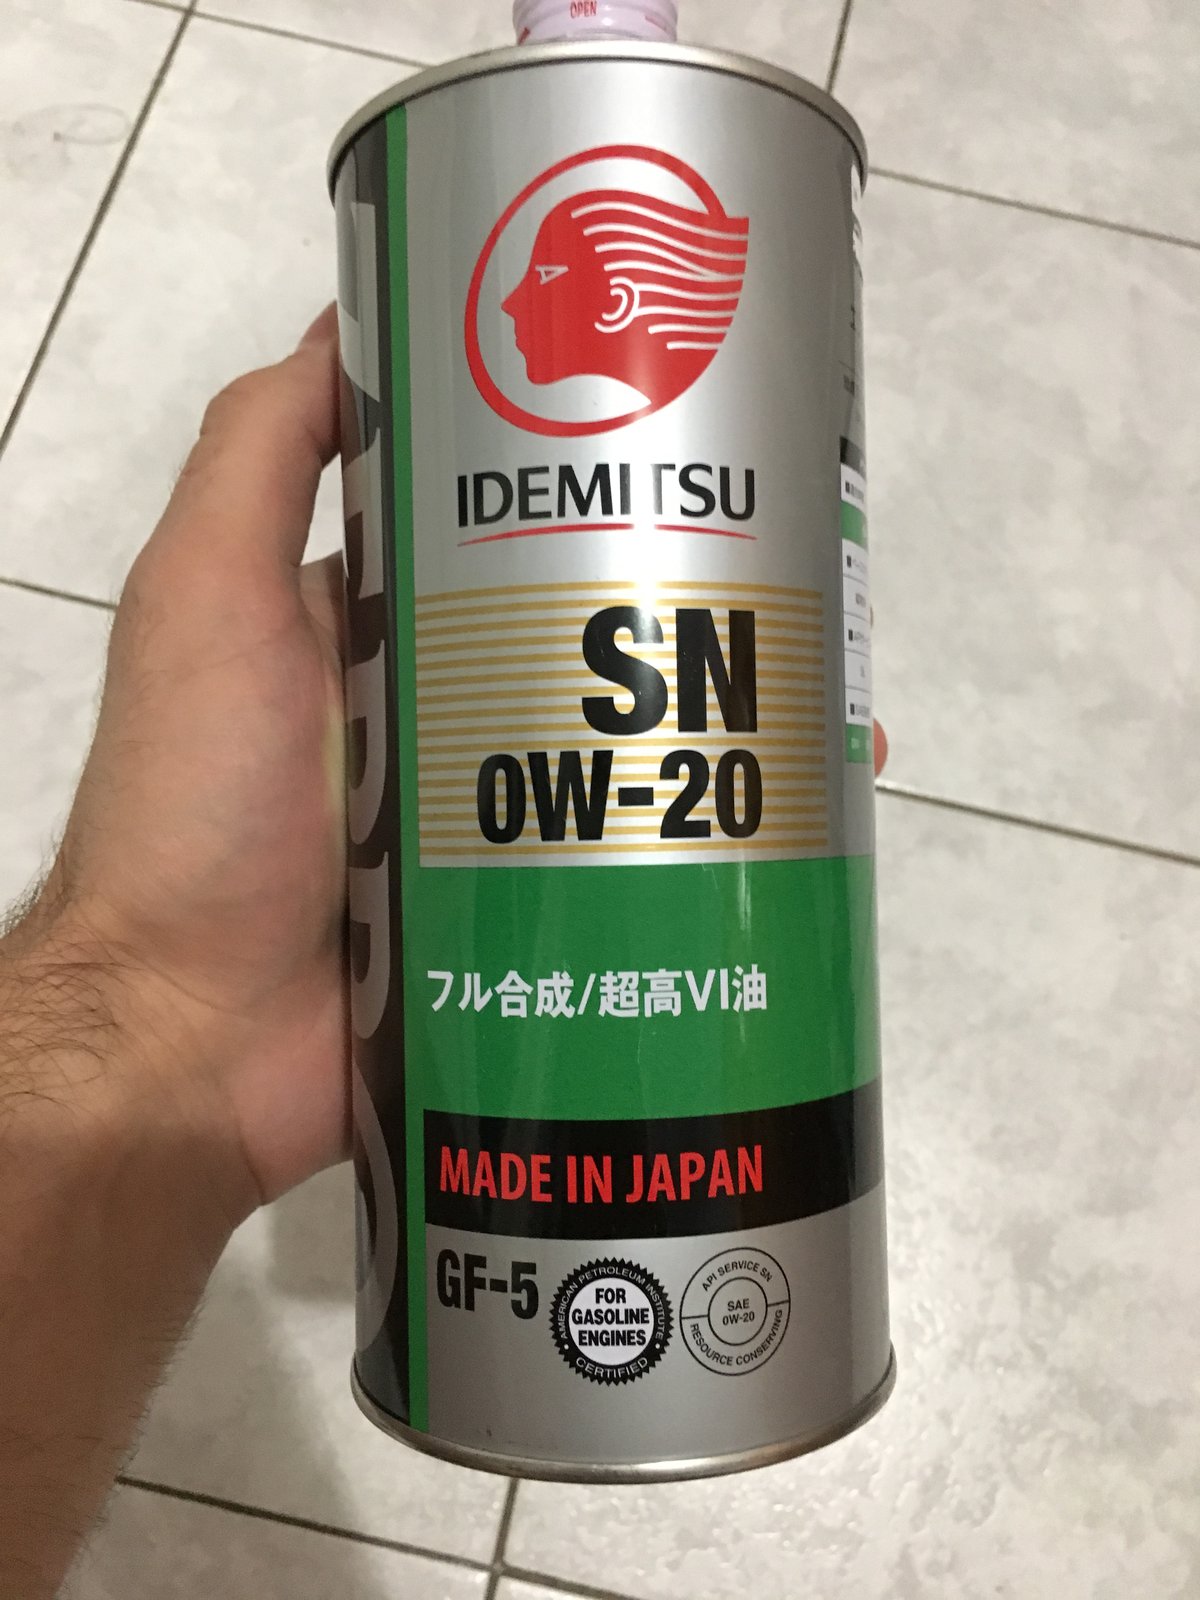 OPEN
IDEMITSU
SN
0W-20
フル合成/超高VI油
MADE IN JAPAN
GF-5
AMERICAN PETROLEUM INSTITUTE
FOR
GASOLINE
ENGINES
CERTIFIED
API SERVICE SN
SAE
0W-20
RESOURCE CONSERVING